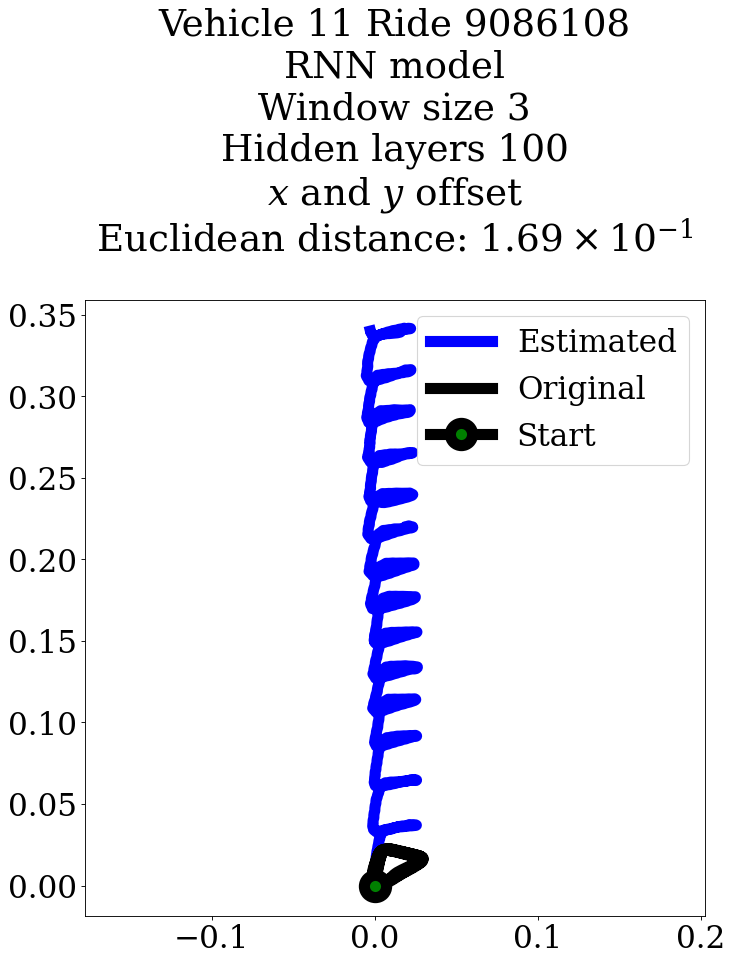 Vehicle 11 Ride 9086108
RNN model
Window size 3
Hidden layers 100
x and y offset
Euclidean distance: 1.69 × 10⁻¹
0.35
0.30
0.25
0.20
0.15
0.10
0.05
0.00
Estimated
Original
Start
−0.1 0.0 0.1 0.2